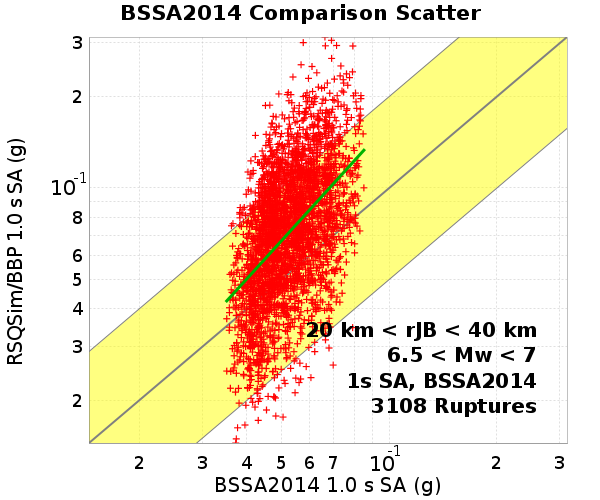 BSSA2014 Comparison Scatter
RSQSim/BBP 1.0 s SA (g)
3
2
10-1
8
6
5
4
3
2
20 km < rJB < 40 km
6.5 < Mw < 7
1s SA, BSSA2014
3108 Ruptures
2 3 4 5 6 7 10-1 2 3
BSSA2014 1.0 s SA (g)